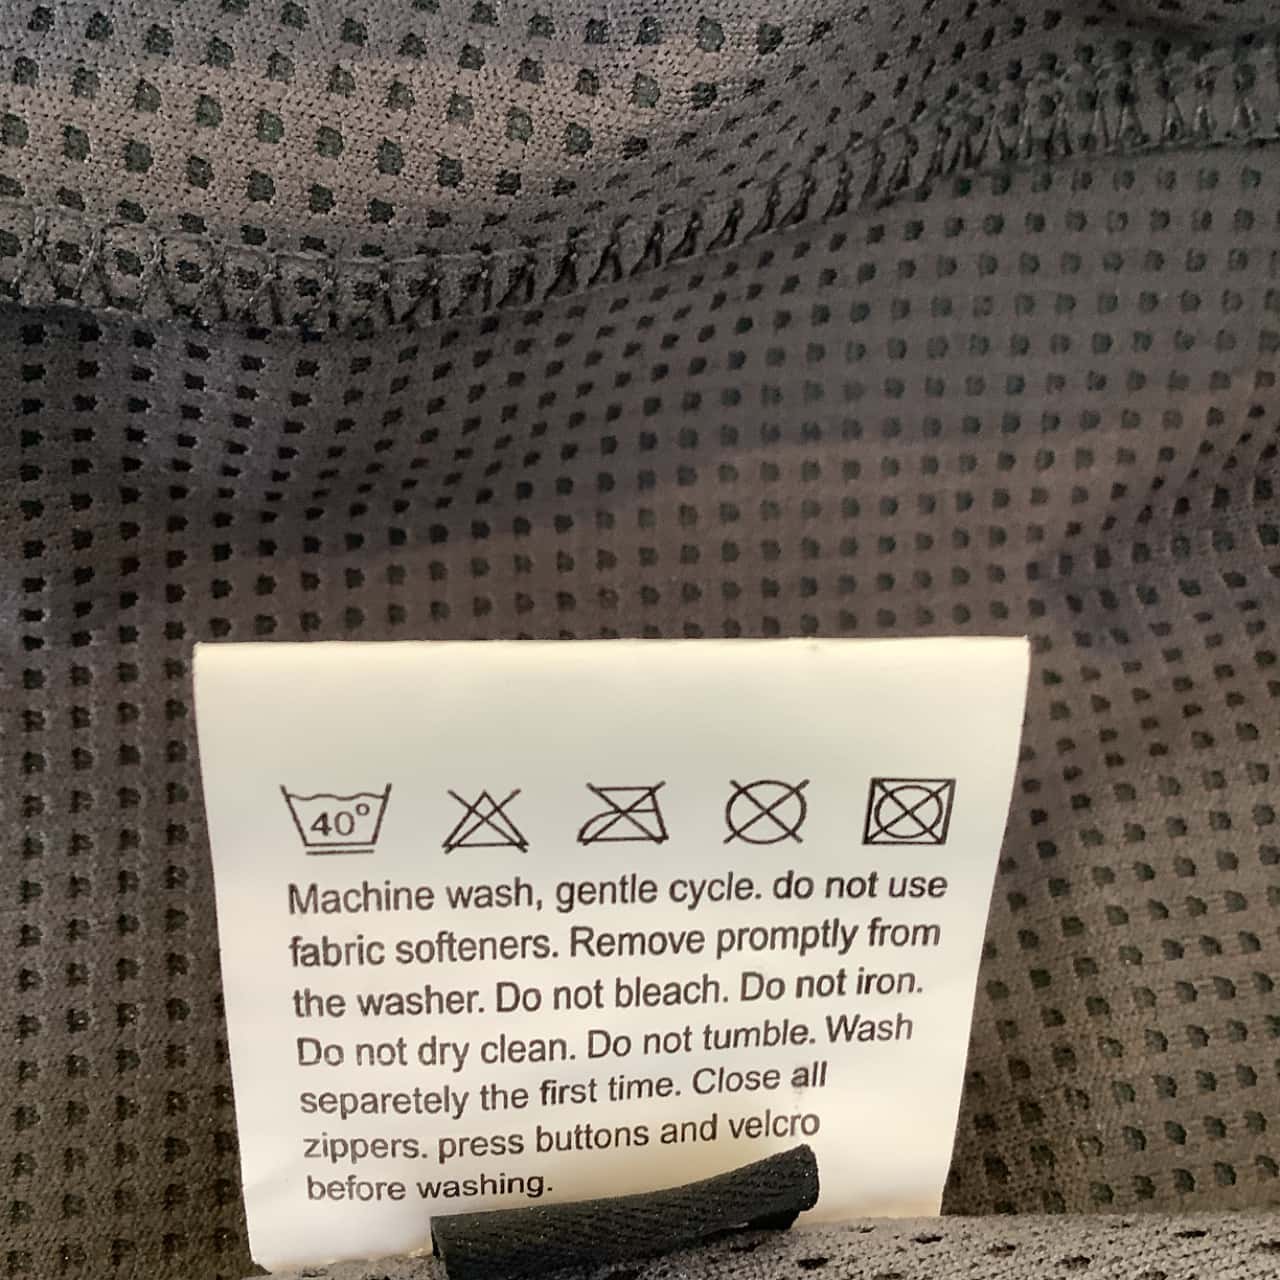 40°
Machine wash, gentle cycle. do not use
fabric softeners. Remove promptly from
the washer. Do not bleach. Do not iron.
Do not dry clean. Do not tumble. Wash
separetely the first time. Close all
zippers. press buttons and velcro
before washing.